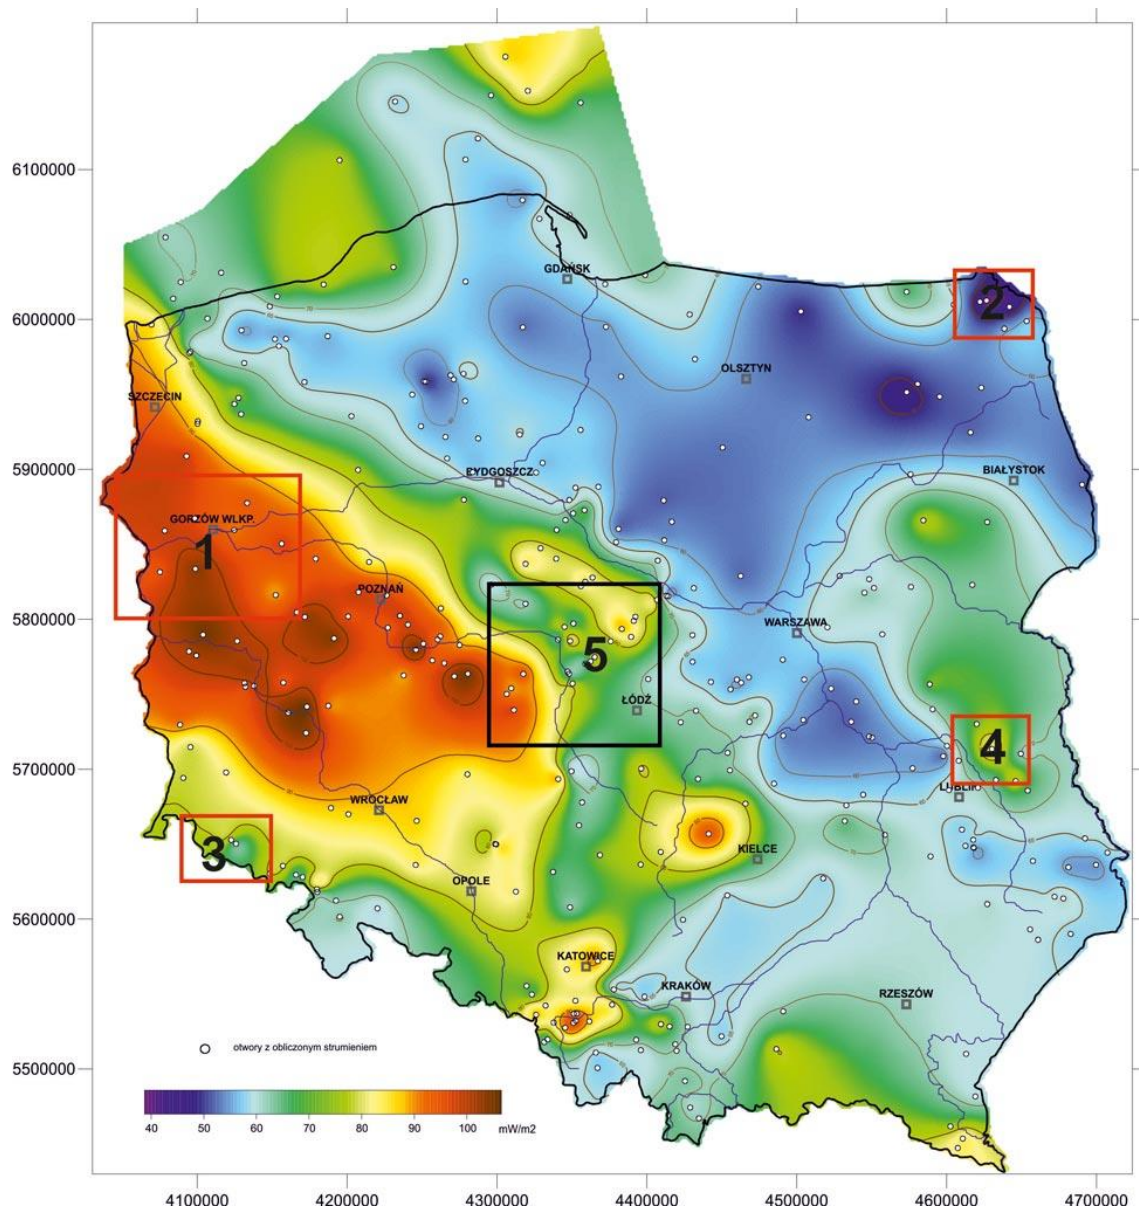 6100000
GDAŃSK
6000000
2
OLSZTYN
SZCZECIN
5900000
BYDGOSZCZ
BIAŁYSTOK
GORZÓW WLKP.
1
POZNAŃ
5800000
WARSZAWA
5
ŁÓDŹ
4
5700000
LUBLIN
WROCŁAW
3
KIELCE
OPOLE
5600000
KATOWICE
KRAKÓW
RZESZÓW
otwory z obliczonym strumieniem
5500000
40 50 60 70 80 90 100 mW/m2
4100000 4200000 4300000 4400000 4500000 4600000 4700000